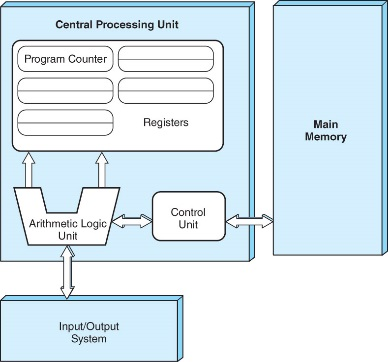 Central Processing Unit
Program Counter
Registers
Main
Memory
Arithmetic Logic
Unit
Control
Unit
Input/Output
System